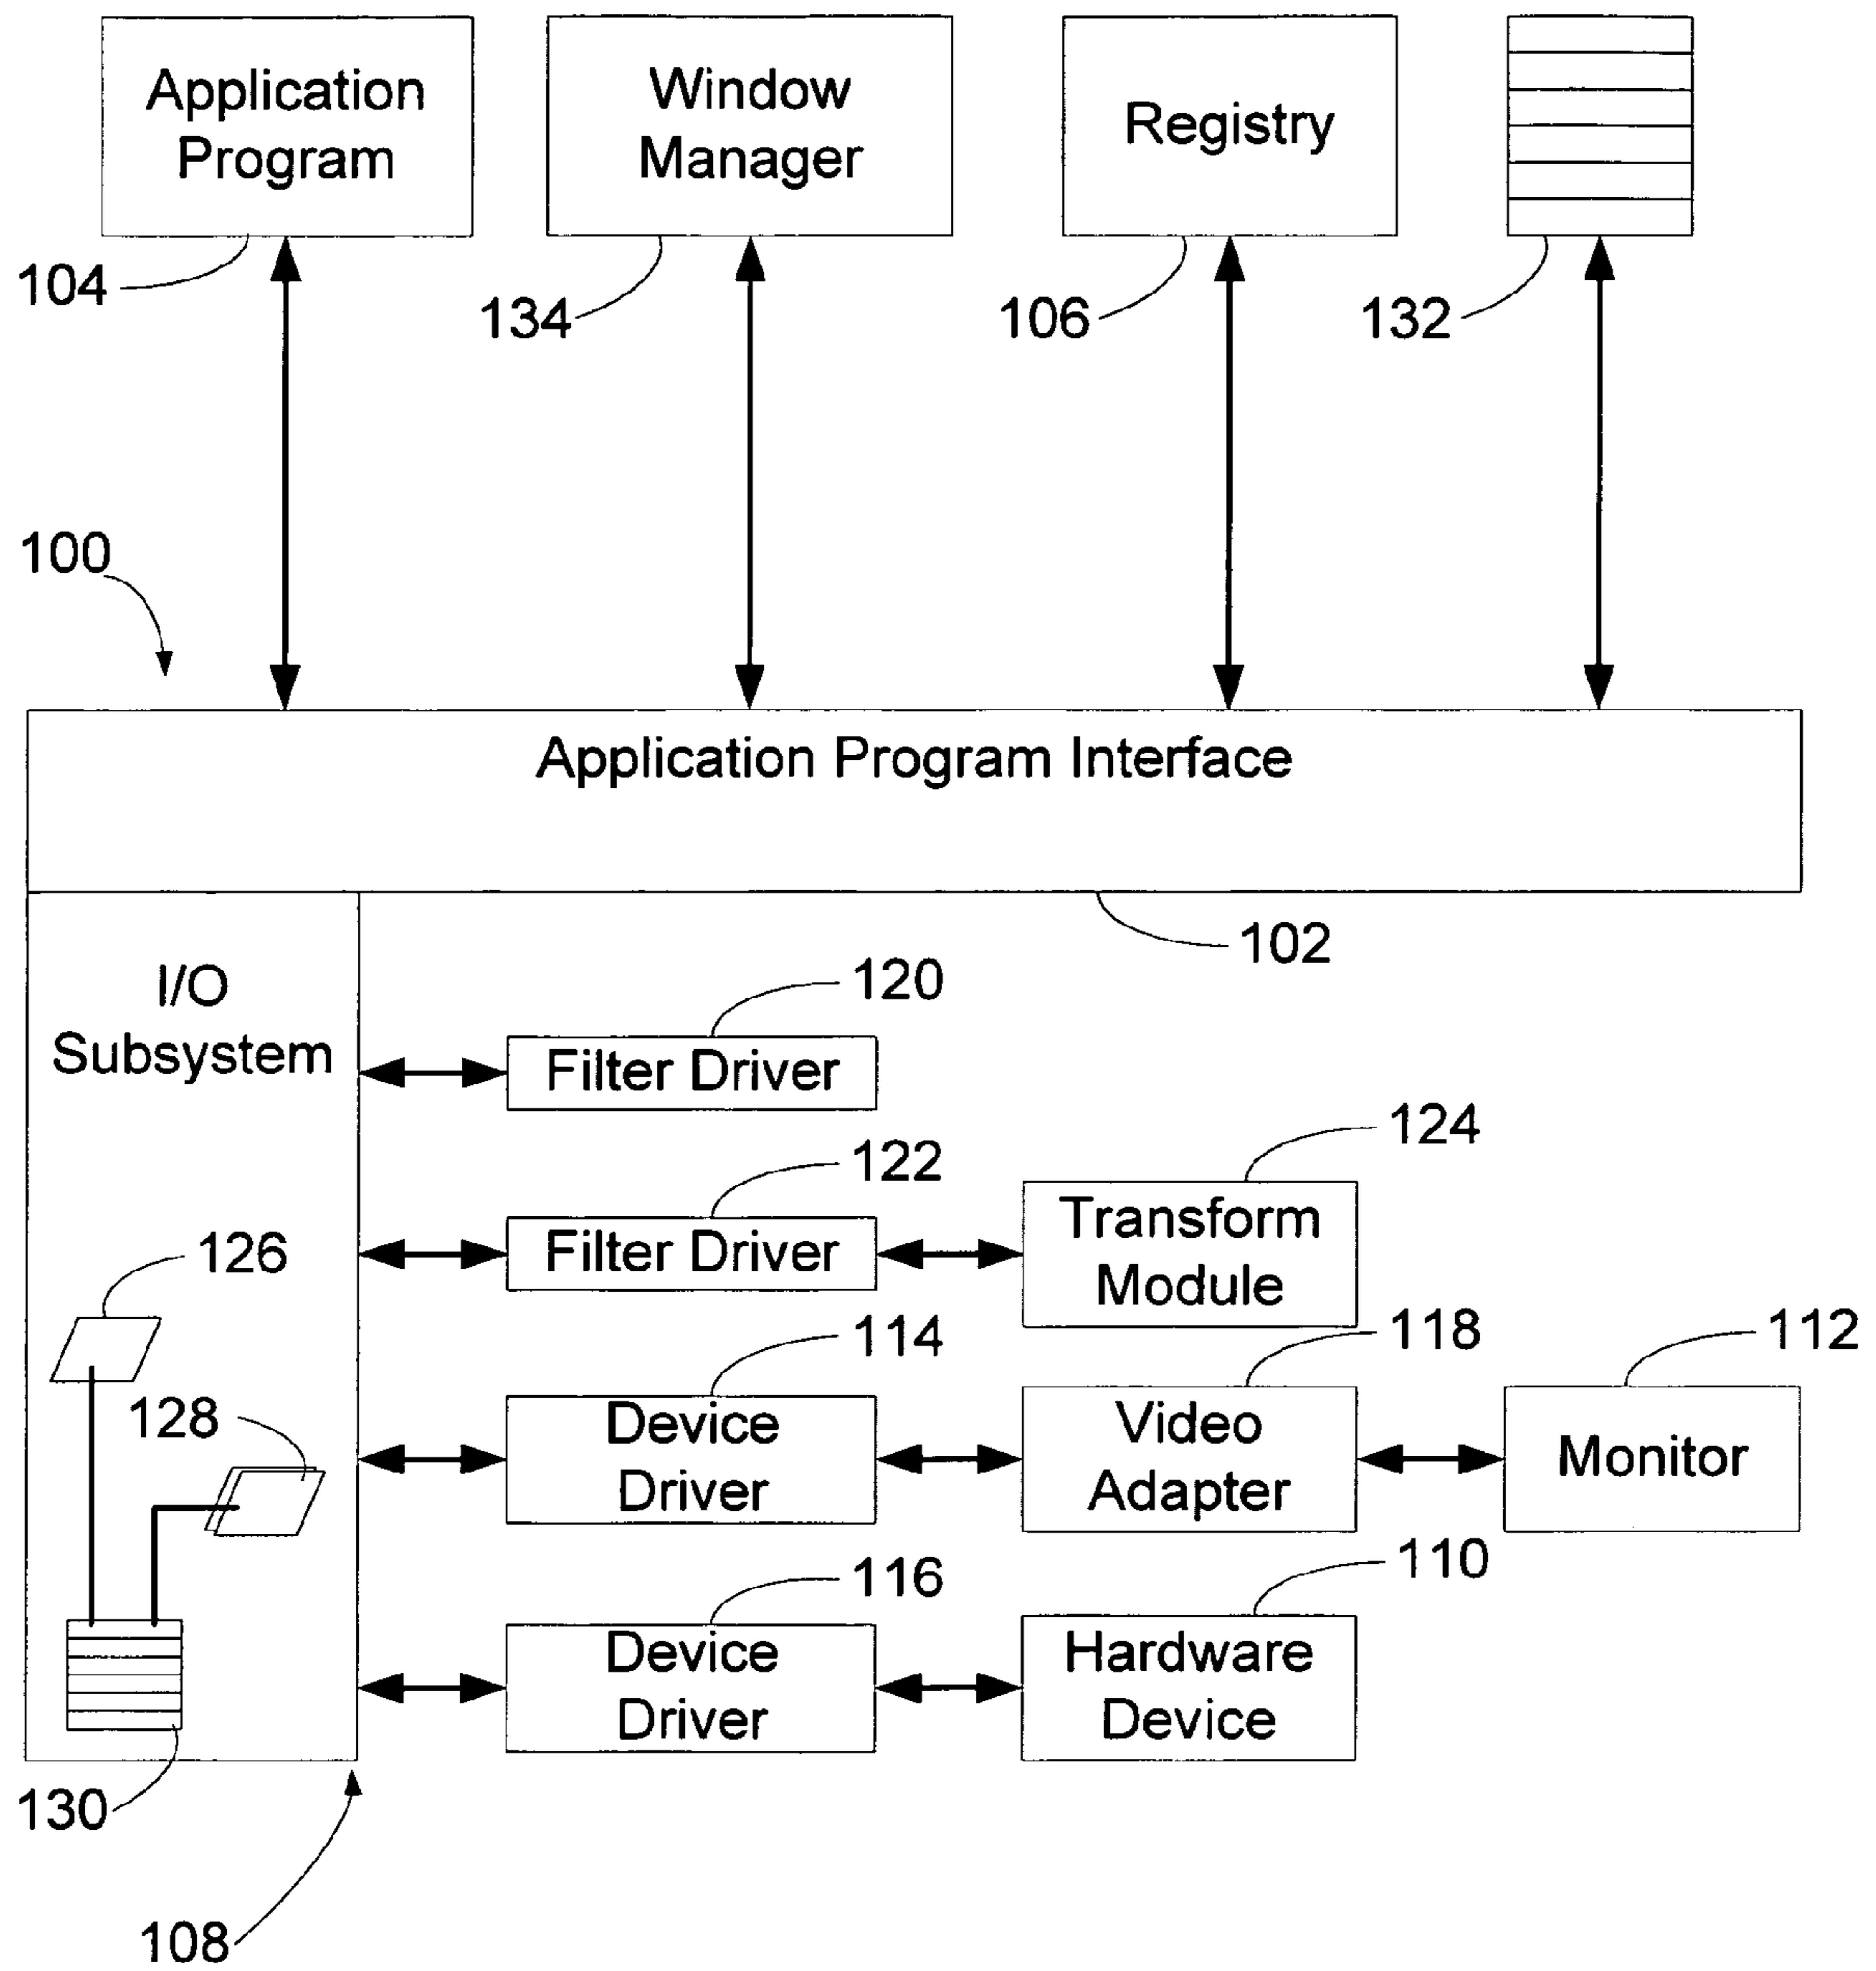 Application
Program
Window
Manager
Registry
104
134
106
132
100
Application Program Interface
102
I/O
Subsystem
120
Filter Driver
124
122
Filter Driver
Transform
Module
126
114
118
112
Device
Driver
Video
Adapter
Monitor
128
116
110
Device
Driver
Hardware
Device
130
108